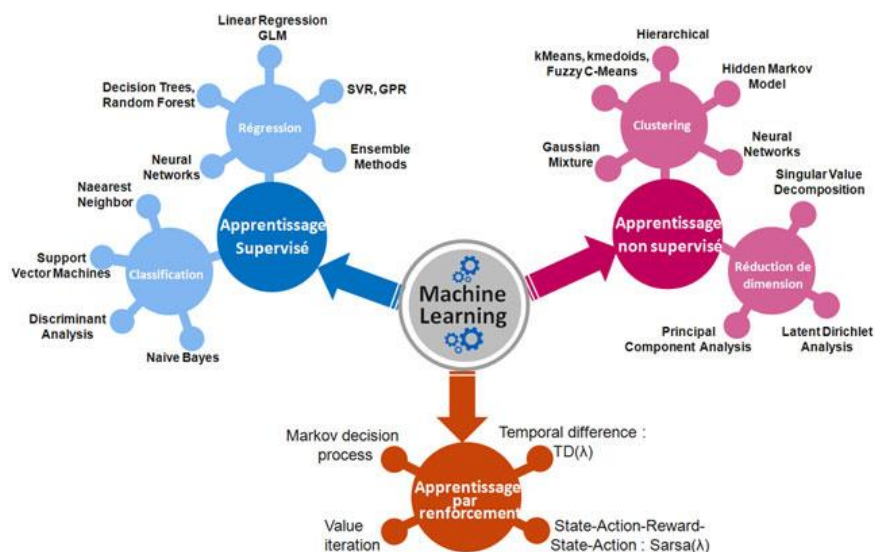 Linear Regression
GLM
Decision Trees,
Random Forest
SVR, GPR
Régression
Neural
Networks
Ensemble
Methods
Naearest
Neighbor
Apprentissage
Supervisé
Support
Vector Machines
Classification
Discriminant
Analysis
Naive Bayes
Machine
Learning
Hierarchical
kMeans, kmedoids,
Fuzzy C-Means
Hidden Markov
Model
Clustering
Gaussian
Mixture
Neural
Networks
Apprentissage
non supervisé
Singular Value
Decomposition
Réduction de
dimension
Principal
Component Analysis
Latent Dirichlet
Analysis
Markov decision
process
Temporal difference :
TD(λ)
Apprentissage
par
renforcement
Value
iteration
State-Action-Reward-
State-Action : Sarsa(λ)